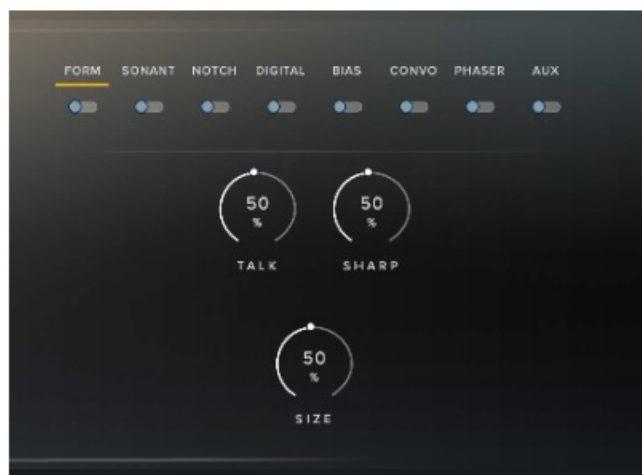 FORM SONANT NOTCH DIGITAL BIAS CONVO PHASER AUX
50 50
% %
TALK SHARP
50
%
SIZE